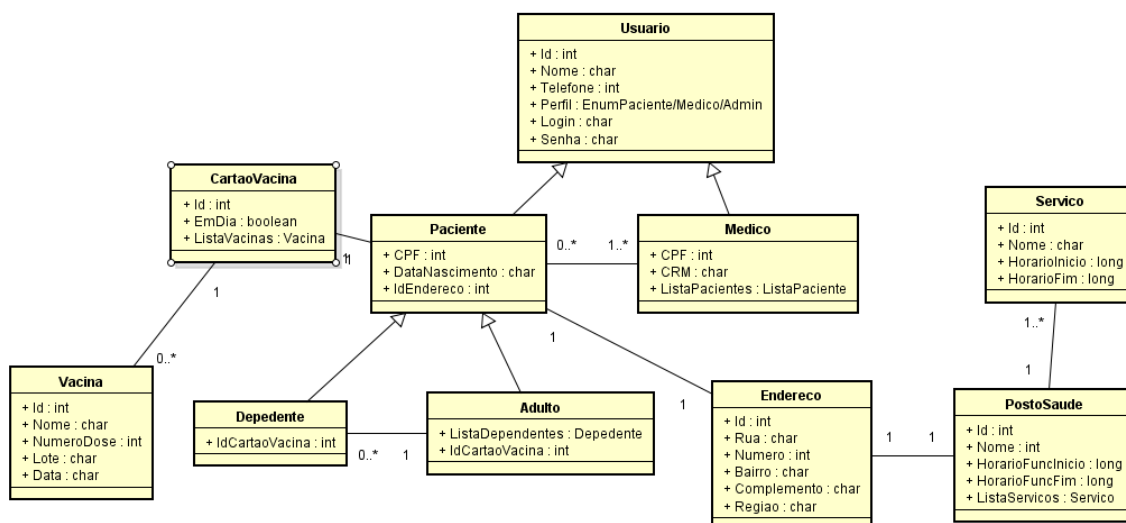 Usuario
+ Id : int
+ Nome : char
+ Telefone : int
+ Perfil : EnumPaciente/Medico/Admin
+ Login : char
+ Senha : char
CartaoVacina
+ Id : int
+ EmDia : boolean
+ ListaVacinas : Vacina
Paciente
+ CPF : int
+ DataNascimento : char
+ IdEndereco : int
Medico
+ CPF : int
+ CRM : char
+ ListaPacientes : ListaPaciente
Servico
+ Id : int
+ Nome : char
+ HorarioInicio : long
+ HorarioFim : long
1
1
0..*
1..*
1
0..*
1
1
1..*
1
Vacina
+ Id : int
+ Nome : char
+ NumeroDose : int
+ Lote : char
+ Data : char
Depedente
+ IdCartaoVacina : int
0..*
1
Adulto
+ ListaDependentes : Depedente
+ IdCartaoVacina : int
Endereco
+ Id : int
+ Rua : char
+ Numero : int
+ Bairro : char
+ Complemento : char
+ Regiao : char
1
1
PostoSaude
+ Id : int
+ Nome : int
+ HorarioFuncInicio : long
+ HorarioFuncFim : long
+ ListaServicos : Servico